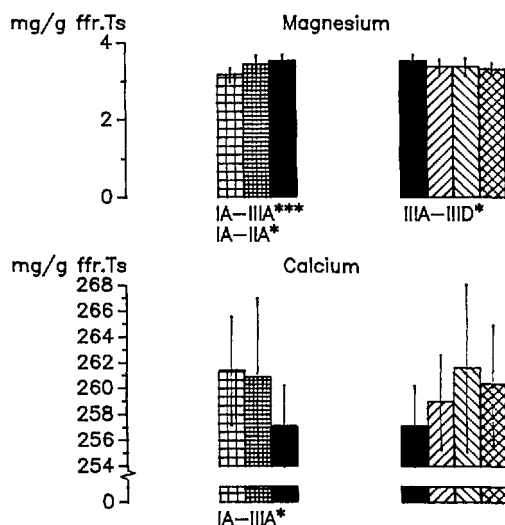 mg/g ffr.Ts Magnesium
4
2
0
IA–IIIA***
IA–IIA*
IIIA–IIID*
mg/g ffr.Ts Calcium
268
266
264
262
260
258
256
254
0
IA–IIIA*